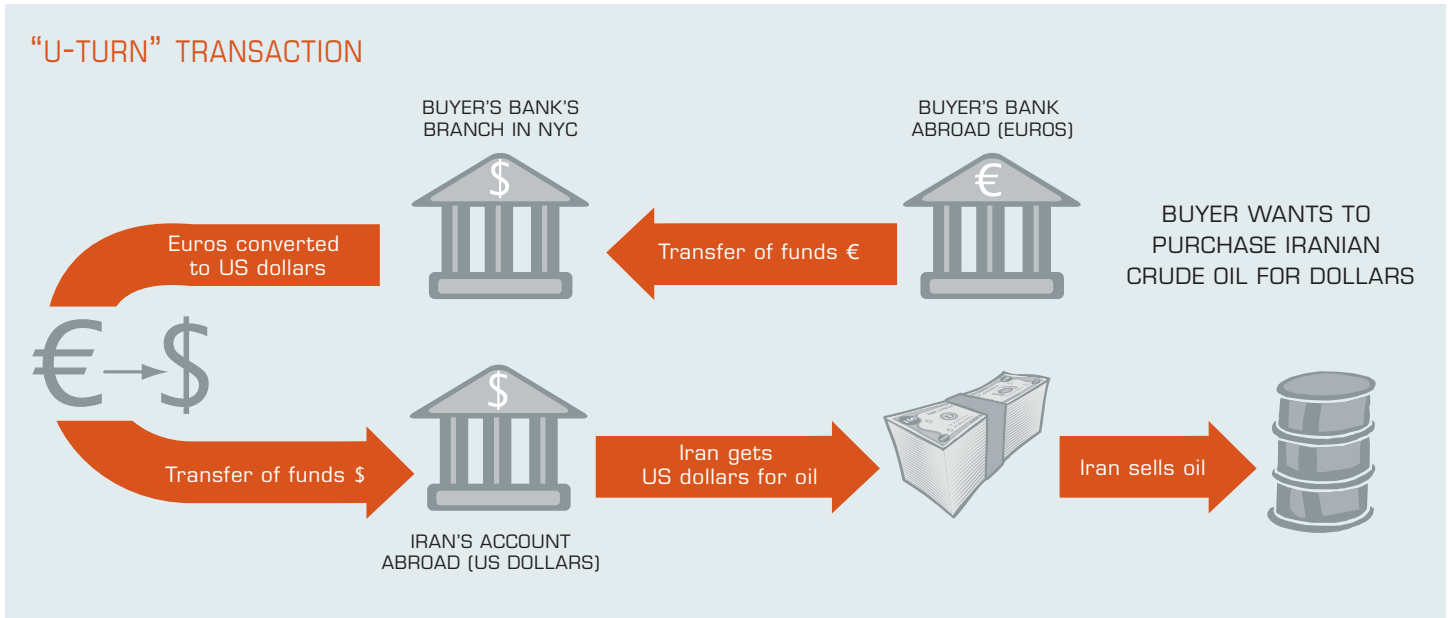 “U-TURN” TRANSACTION
BUYER’S BANK’S
BRANCH IN NYC
BUYER’S BANK
ABROAD (EUROS)
$
€
BUYER WANTS TO
PURCHASE IRANIAN
CRUDE OIL FOR DOLLARS
Transfer of funds €
Euros converted
to US dollars
€ $
Transfer of funds $
$
IRAN’S ACCOUNT
ABROAD (US DOLLARS)
Iran gets
US dollars for oil
Iran sells oil